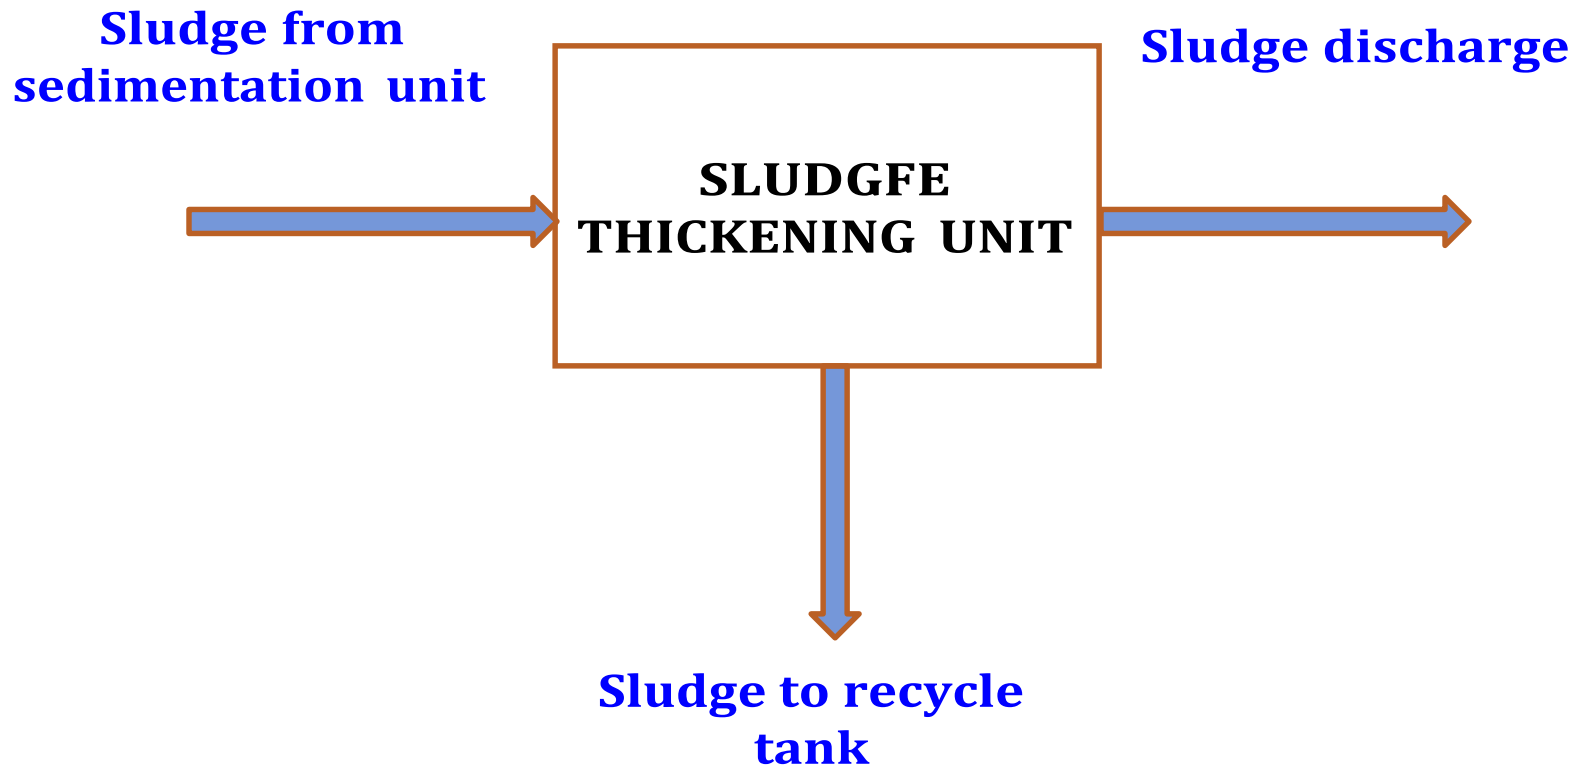 Sludge from
sedimentation unit
Sludge discharge
SLUDGFE
THICKENING UNIT
Sludge to recycle
tank